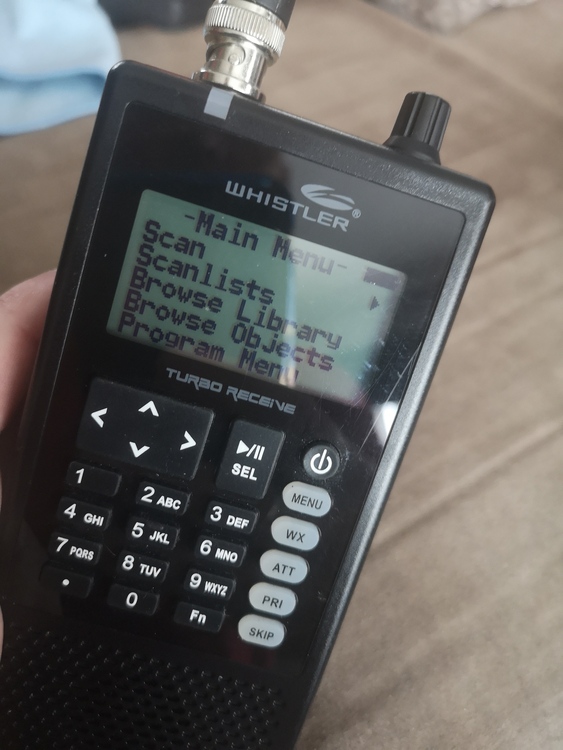 WHISTLER®
-Main Menu-
Scan
Scanlists
Browse Library
Browse Objects
Program Menu
TURBO RECEIVE
SEL
1
2 ABC
3 DEF
MENU
4 GHI
5 JKL
6 MNO
WX
7 PQRS
8 TUV
9 WXYZ
ATT
.
0
Fn
PRI
SKIP